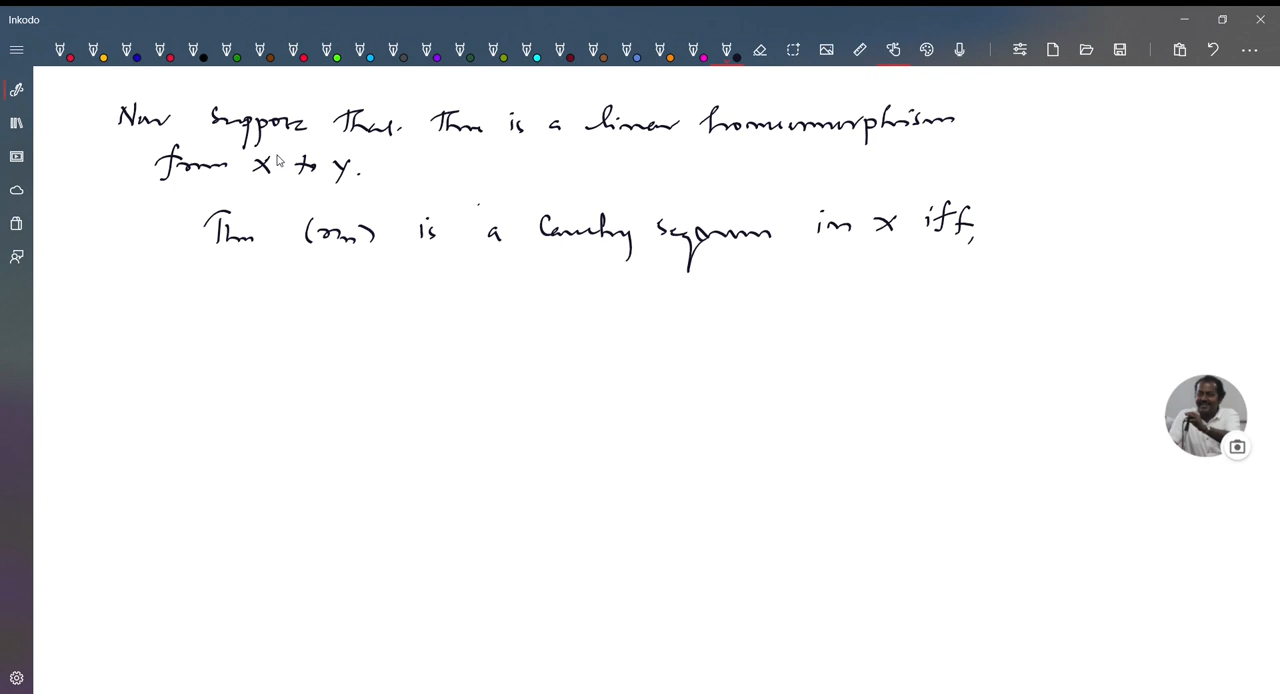 Inkodo
Now suppose that there is a linear homeomorphism
from X to Y.
Then (xn) is a Cauchy sequence in X iff,